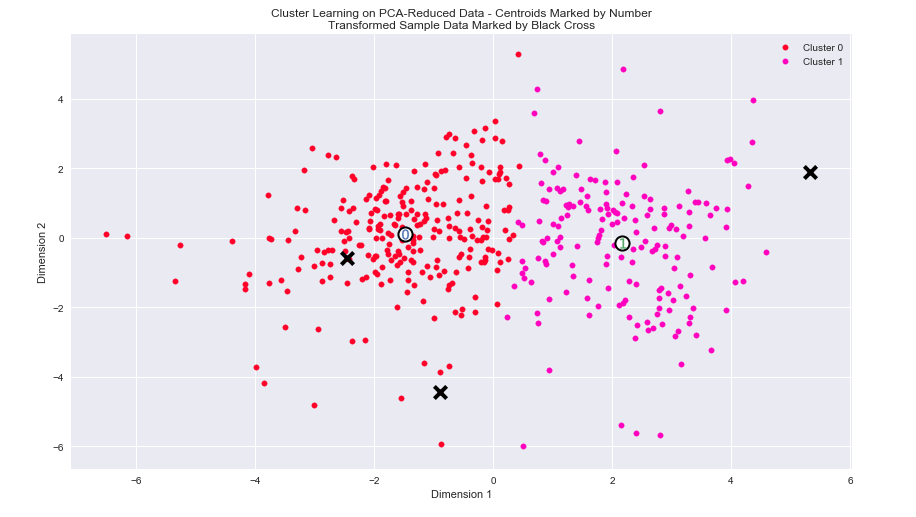 Cluster Learning on PCA-Reduced Data - Centroids Marked by Number
Transformed Sample Data Marked by Black Cross
Cluster 0
Cluster 1
4
2
0
−2
−4
−6
Dimension 2
0
1
−6
−4
−2
0
2
4
6
Dimension 1